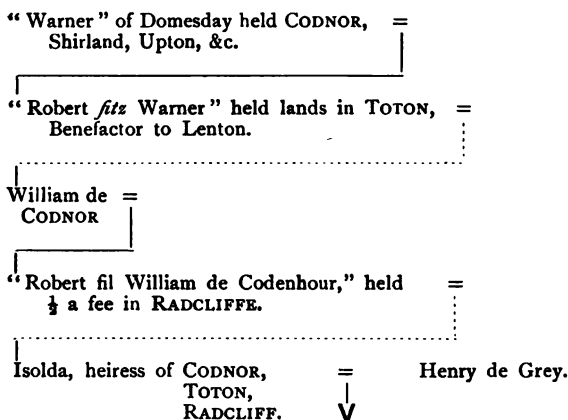 “ Warner ” of Domesday held CODNOR, =
Shirland, Upton, &c.
“ Robert fitz Warner ” held lands in TOTON, =
Benefactor to Lenton.
William de =
CODNOR
“ Robert fil William de Codenhour,” held =
½ a fee in RADCLIFFE.
Isolda, heiress of CODNOR, = Henry de Grey.
TOTON,
RADCLIFF.